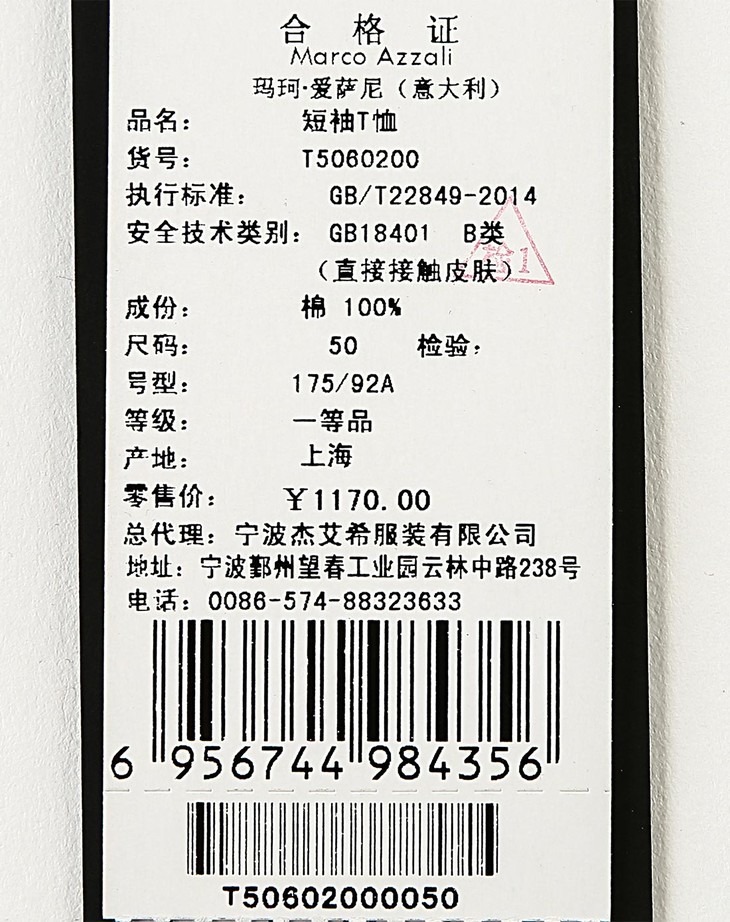 合格证
Marco Azzali
玛珂·爱萨尼（意大利）
品名： 短袖T恤
货号： T5060200
执行标准： GB/T22849-2014
安全技术类别： GB18401 B类
（直接接触皮肤）
检1
成份： 棉 100%
尺码： 50 检验：
号型： 175/92A
等级： 一等品
产地： 上海
零售价： ¥1170.00
总代理：宁波杰艾希服装有限公司
地址：宁波鄞州望春工业园云林中路238号
电话：0086-574-88323633
6 956744 984356
T50602000050